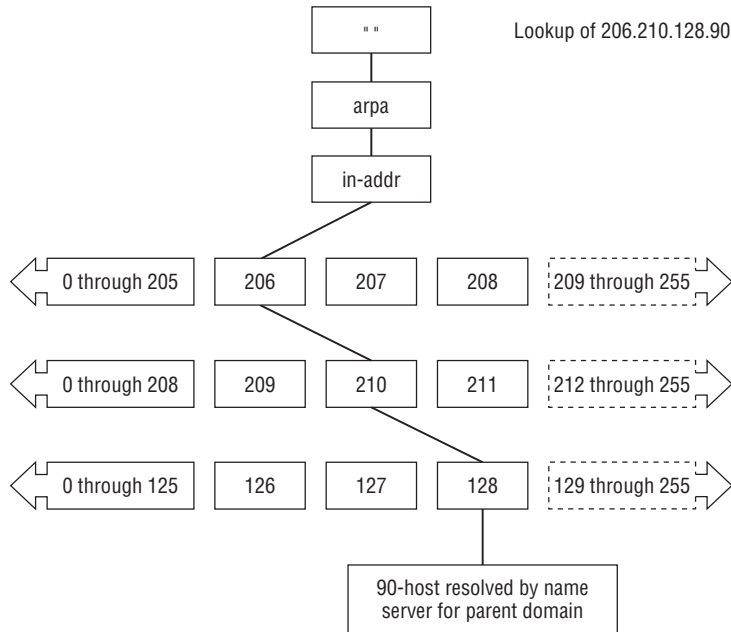 " "
Lookup of 206.210.128.90
arpa
in-addr
0 through 205
206
207
208
209 through 255
0 through 208
209
210
211
212 through 255
0 through 125
126
127
128
129 through 255
90-host resolved by name
server for parent domain